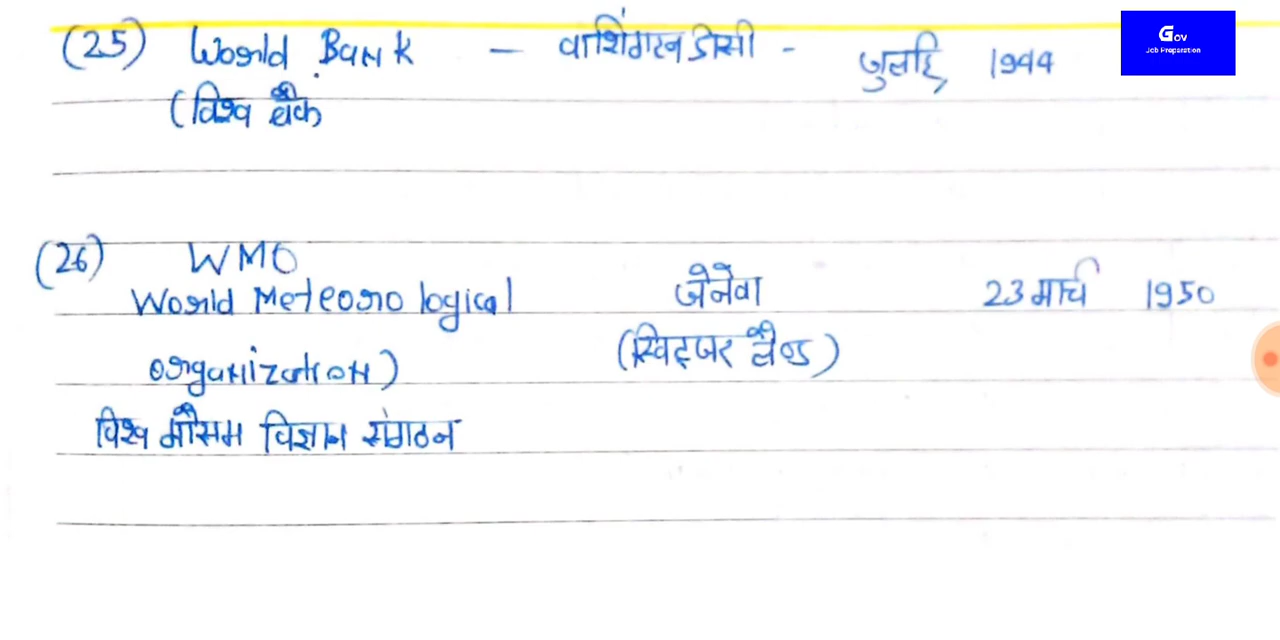 (25) World Bank - वाशिंगटन डीसी - जुलाई, 1944
(विश्व बैंक
Gov
Job Preparation
(26) WMO
World Meteorological जेनेवा 23 मार्च 1950
organization) (स्विट्जर लैण्ड)
विश्व मौसम विज्ञान संगठन